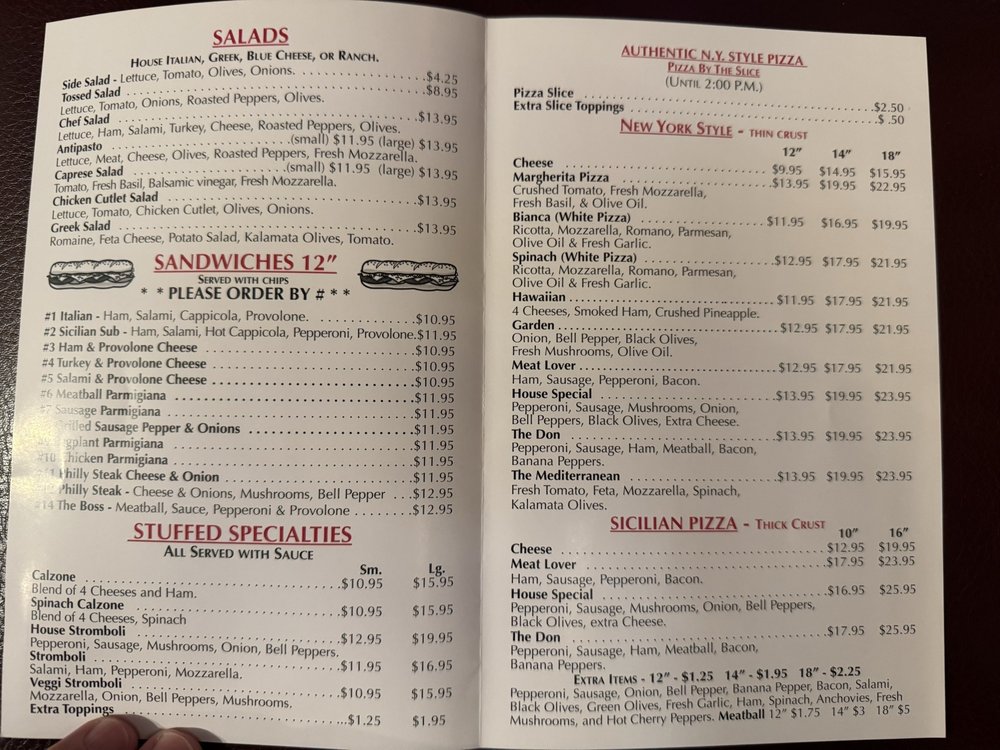 SALADS
HOUSE ITALIAN, GREEK, BLUE CHEESE, OR RANCH.
Side Salad - Lettuce, Tomato, Olives, Onions. $4.25
Tossed Salad $8.95
Lettuce, Tomato, Onions, Roasted Peppers, Olives.
Chef Salad $13.95
Lettuce, Ham, Salami, Turkey, Cheese, Roasted Peppers, Olives.
Antipasto (small) $11.95 (large) $13.95
Lettuce, Meat, Cheese, Olives, Roasted Peppers, Fresh Mozzarella.
Caprese Salad (small) $11.95 (large) $13.95
Tomato, Fresh Basil, Balsamic vinegar, Fresh Mozzarella.
Chicken Cutlet Salad $13.95
Lettuce, Tomato, Chicken Cutlet, Olives, Onions.
Greek Salad $13.95
Romaine, Feta Cheese, Potato Salad, Kalamata Olives, Tomato.
SANDWICHES 12"
SERVED WITH CHIPS
* * PLEASE ORDER BY # * *
#1 Italian - Ham, Salami, Cappicola, Provolone. $10.95
#2 Sicilian Sub - Ham, Salami, Hot Cappicola, Pepperoni, Provolone. $11.95
#3 Ham & Provolone Cheese $10.95
#4 Turkey & Provolone Cheese $10.95
#5 Salami & Provolone Cheese $10.95
#6 Meatball Parmigiana $11.95
#7 Sausage Parmigiana $11.95
Grilled Sausage Pepper & Onions $11.95
Eggplant Parmigiana $11.95
#10 Chicken Parmigiana $11.95
Philly Steak Cheese & Onion $11.95
Philly Steak - Cheese & Onions, Mushrooms, Bell Pepper $12.95
#14 The Boss - Meatball, Sauce, Pepperoni & Provolone $12.95
STUFFED SPECIALTIES
ALL SERVED WITH SAUCE
Sm. Lg.
Calzone $10.95 $15.95
Blend of 4 Cheeses and Ham.
Spinach Calzone $10.95 $15.95
Blend of 4 Cheeses, Spinach
House Stromboli $12.95 $19.95
Pepperoni, Sausage, Mushrooms, Onion, Bell Peppers.
Stromboli $11.95 $16.95
Salami, Ham, Pepperoni, Mozzarella.
Veggi Stromboli $10.95 $15.95
Mozzarella, Onion, Bell Peppers, Mushrooms.
Extra Toppings $1.25 $1.95
AUTHENTIC N.Y. STYLE PIZZA
PIZZA BY THE SLICE
(UNTIL 2:00 P.M.)
Pizza Slice $2.50
Extra Slice Toppings $ .50
NEW YORK STYLE - THIN CRUST
12" 14" 18"
Cheese $9.95 $14.95 $15.95
Margherita Pizza $13.95 $19.95 $22.95
Crushed Tomato, Fresh Mozzarella,
Fresh Basil, & Olive Oil.
Bianca (White Pizza) $11.95 $16.95 $19.95
Ricotta, Mozzarella, Romano, Parmesan,
Olive Oil & Fresh Garlic.
Spinach (White Pizza) $12.95 $17.95 $21.95
Ricotta, Mozzarella, Romano, Parmesan,
Olive Oil & Fresh Garlic.
Hawaiian $11.95 $17.95 $21.95
4 Cheeses, Smoked Ham, Crushed Pineapple.
Garden $12.95 $17.95 $21.95
Onion, Bell Pepper, Black Olives,
Fresh Mushrooms, Olive Oil.
Meat Lover $12.95 $17.95 $21.95
Ham, Sausage, Pepperoni, Bacon.
House Special $13.95 $19.95 $23.95
Pepperoni, Sausage, Mushrooms, Onion,
Bell Peppers, Black Olives, Extra Cheese.
The Don $13.95 $19.95 $23.95
Pepperoni, Sausage, Ham, Meatball, Bacon,
Banana Peppers.
The Mediterranean $13.95 $19.95 $23.95
Fresh Tomato, Feta, Mozzarella, Spinach,
Kalamata Olives.
SICILIAN PIZZA - THICK CRUST
10" 16"
Cheese $12.95 $19.95
Meat Lover $17.95 $23.95
Ham, Sausage, Pepperoni, Bacon.
House Special $16.95 $25.95
Pepperoni, Sausage, Mushrooms, Onion, Bell Peppers,
Black Olives, extra Cheese.
The Don $17.95 $25.95
Pepperoni, Sausage, Ham, Meatball, Bacon,
Banana Peppers.
EXTRA ITEMS - 12" - $1.25 14" - $1.95 18" - $2.25
Pepperoni, Sausage, Onion, Bell Pepper, Banana Pepper, Bacon, Salami,
Black Olives, Green Olives, Fresh Garlic, Ham, Spinach, Anchovies, Fresh
Mushrooms, and Hot Cherry Peppers. Meatball 12" $1.75 14" $3 18" $5